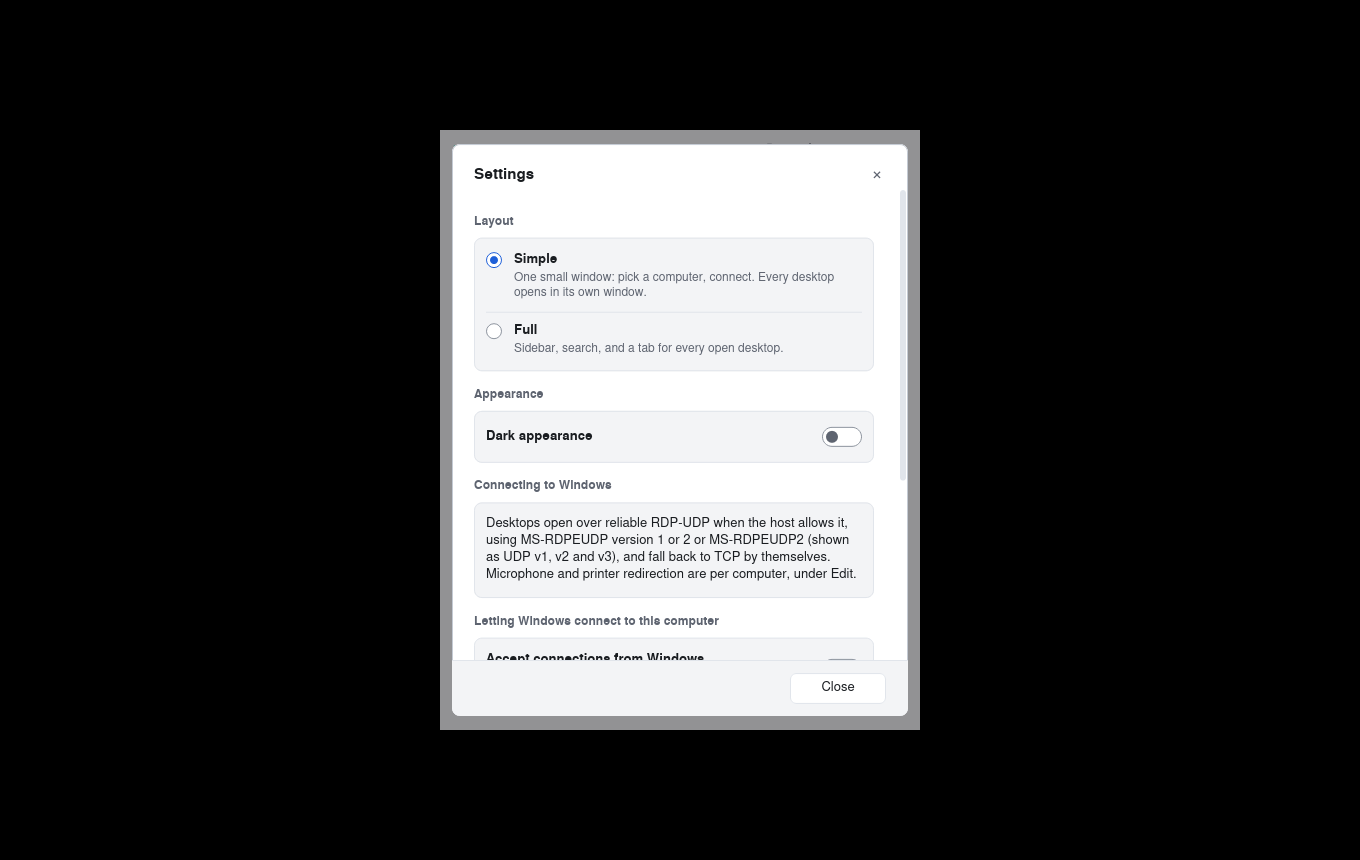 Settings
×
Layout
Simple
One small window: pick a computer, connect. Every desktop
opens in its own window.
Full
Sidebar, search, and a tab for every open desktop.
Appearance
Dark appearance
Connecting to Windows
Desktops open over reliable RDP-UDP when the host allows it,
using MS-RDPEUDP version 1 or 2 or MS-RDPEUDP2 (shown
as UDP v1, v2 and v3), and fall back to TCP by themselves.
Microphone and printer redirection are per computer, under Edit.
Letting Windows connect to this computer
Accept connections from Windows
Close